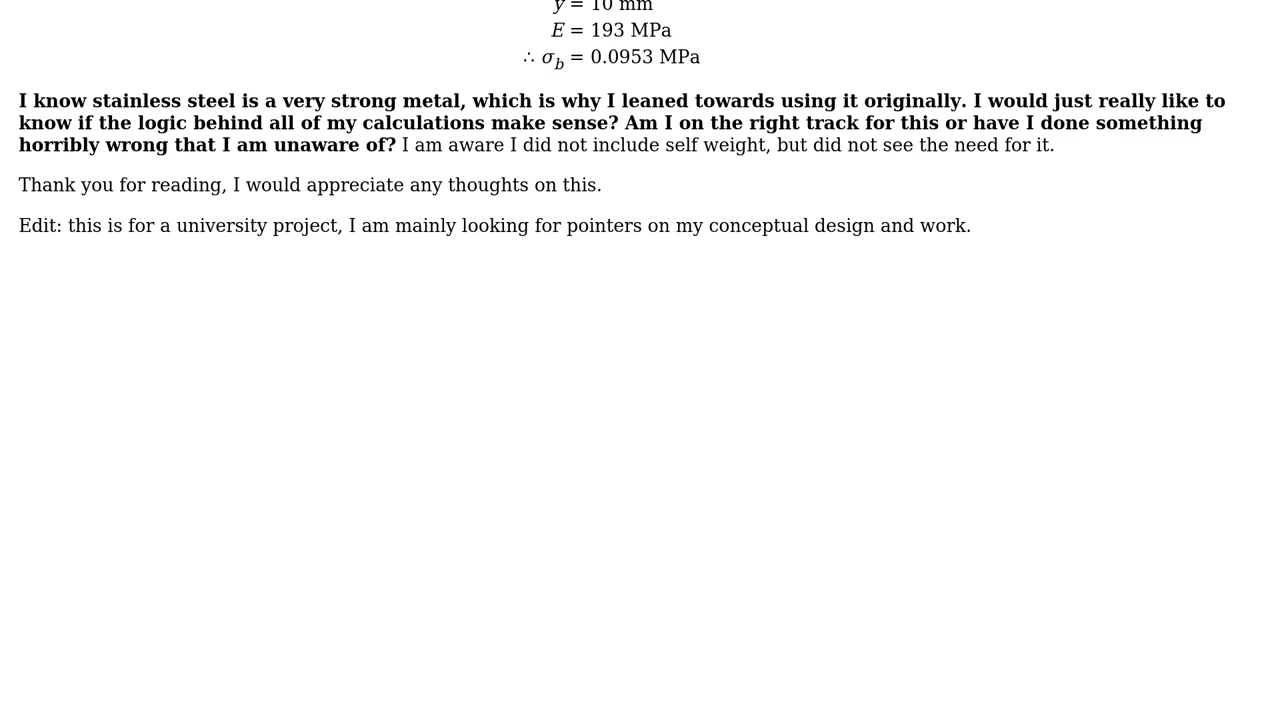 y = 10 mm
E = 193 MPa
∴ σb = 0.0953 MPa
I know stainless steel is a very strong metal, which is why I leaned towards using it originally. I would just really like to
know if the logic behind all of my calculations make sense? Am I on the right track for this or have I done something
horribly wrong that I am unaware of? I am aware I did not include self weight, but did not see the need for it.
Thank you for reading, I would appreciate any thoughts on this.
Edit: this is for a university project, I am mainly looking for pointers on my conceptual design and work.